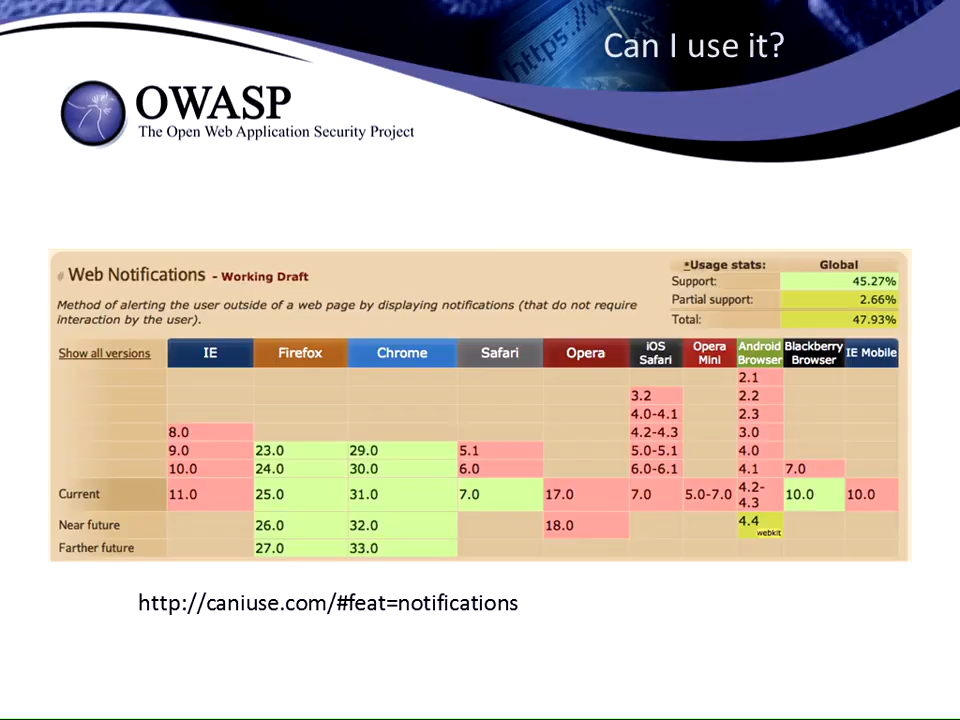 https://www
Can I use it?
OWASP
The Open Web Application Security Project
# Web Notifications - Working Draft
Method of alerting the user outside of a web page by displaying notifications (that do not require
interaction by the user).
*Usage stats: Global
Support: 45.27%
Partial support: 2.66%
Total: 47.93%
Show all versions IE Firefox Chrome Safari Opera iOS Safari Opera Mini Android Browser Blackberry Browser IE Mobile
2.1
3.2 2.2
4.0-4.1 2.3
8.0 4.2-4.3 3.0
9.0 23.0 29.0 5.1 5.0-5.1 4.0
10.0 24.0 30.0 6.0 6.0-6.1 4.1 7.0
Current 11.0 25.0 31.0 7.0 17.0 7.0 5.0-7.0 4.2-4.3 10.0 10.0
Near future 26.0 32.0 18.0 4.4 webkit
Farther future 27.0 33.0
http://caniuse.com/#feat=notifications